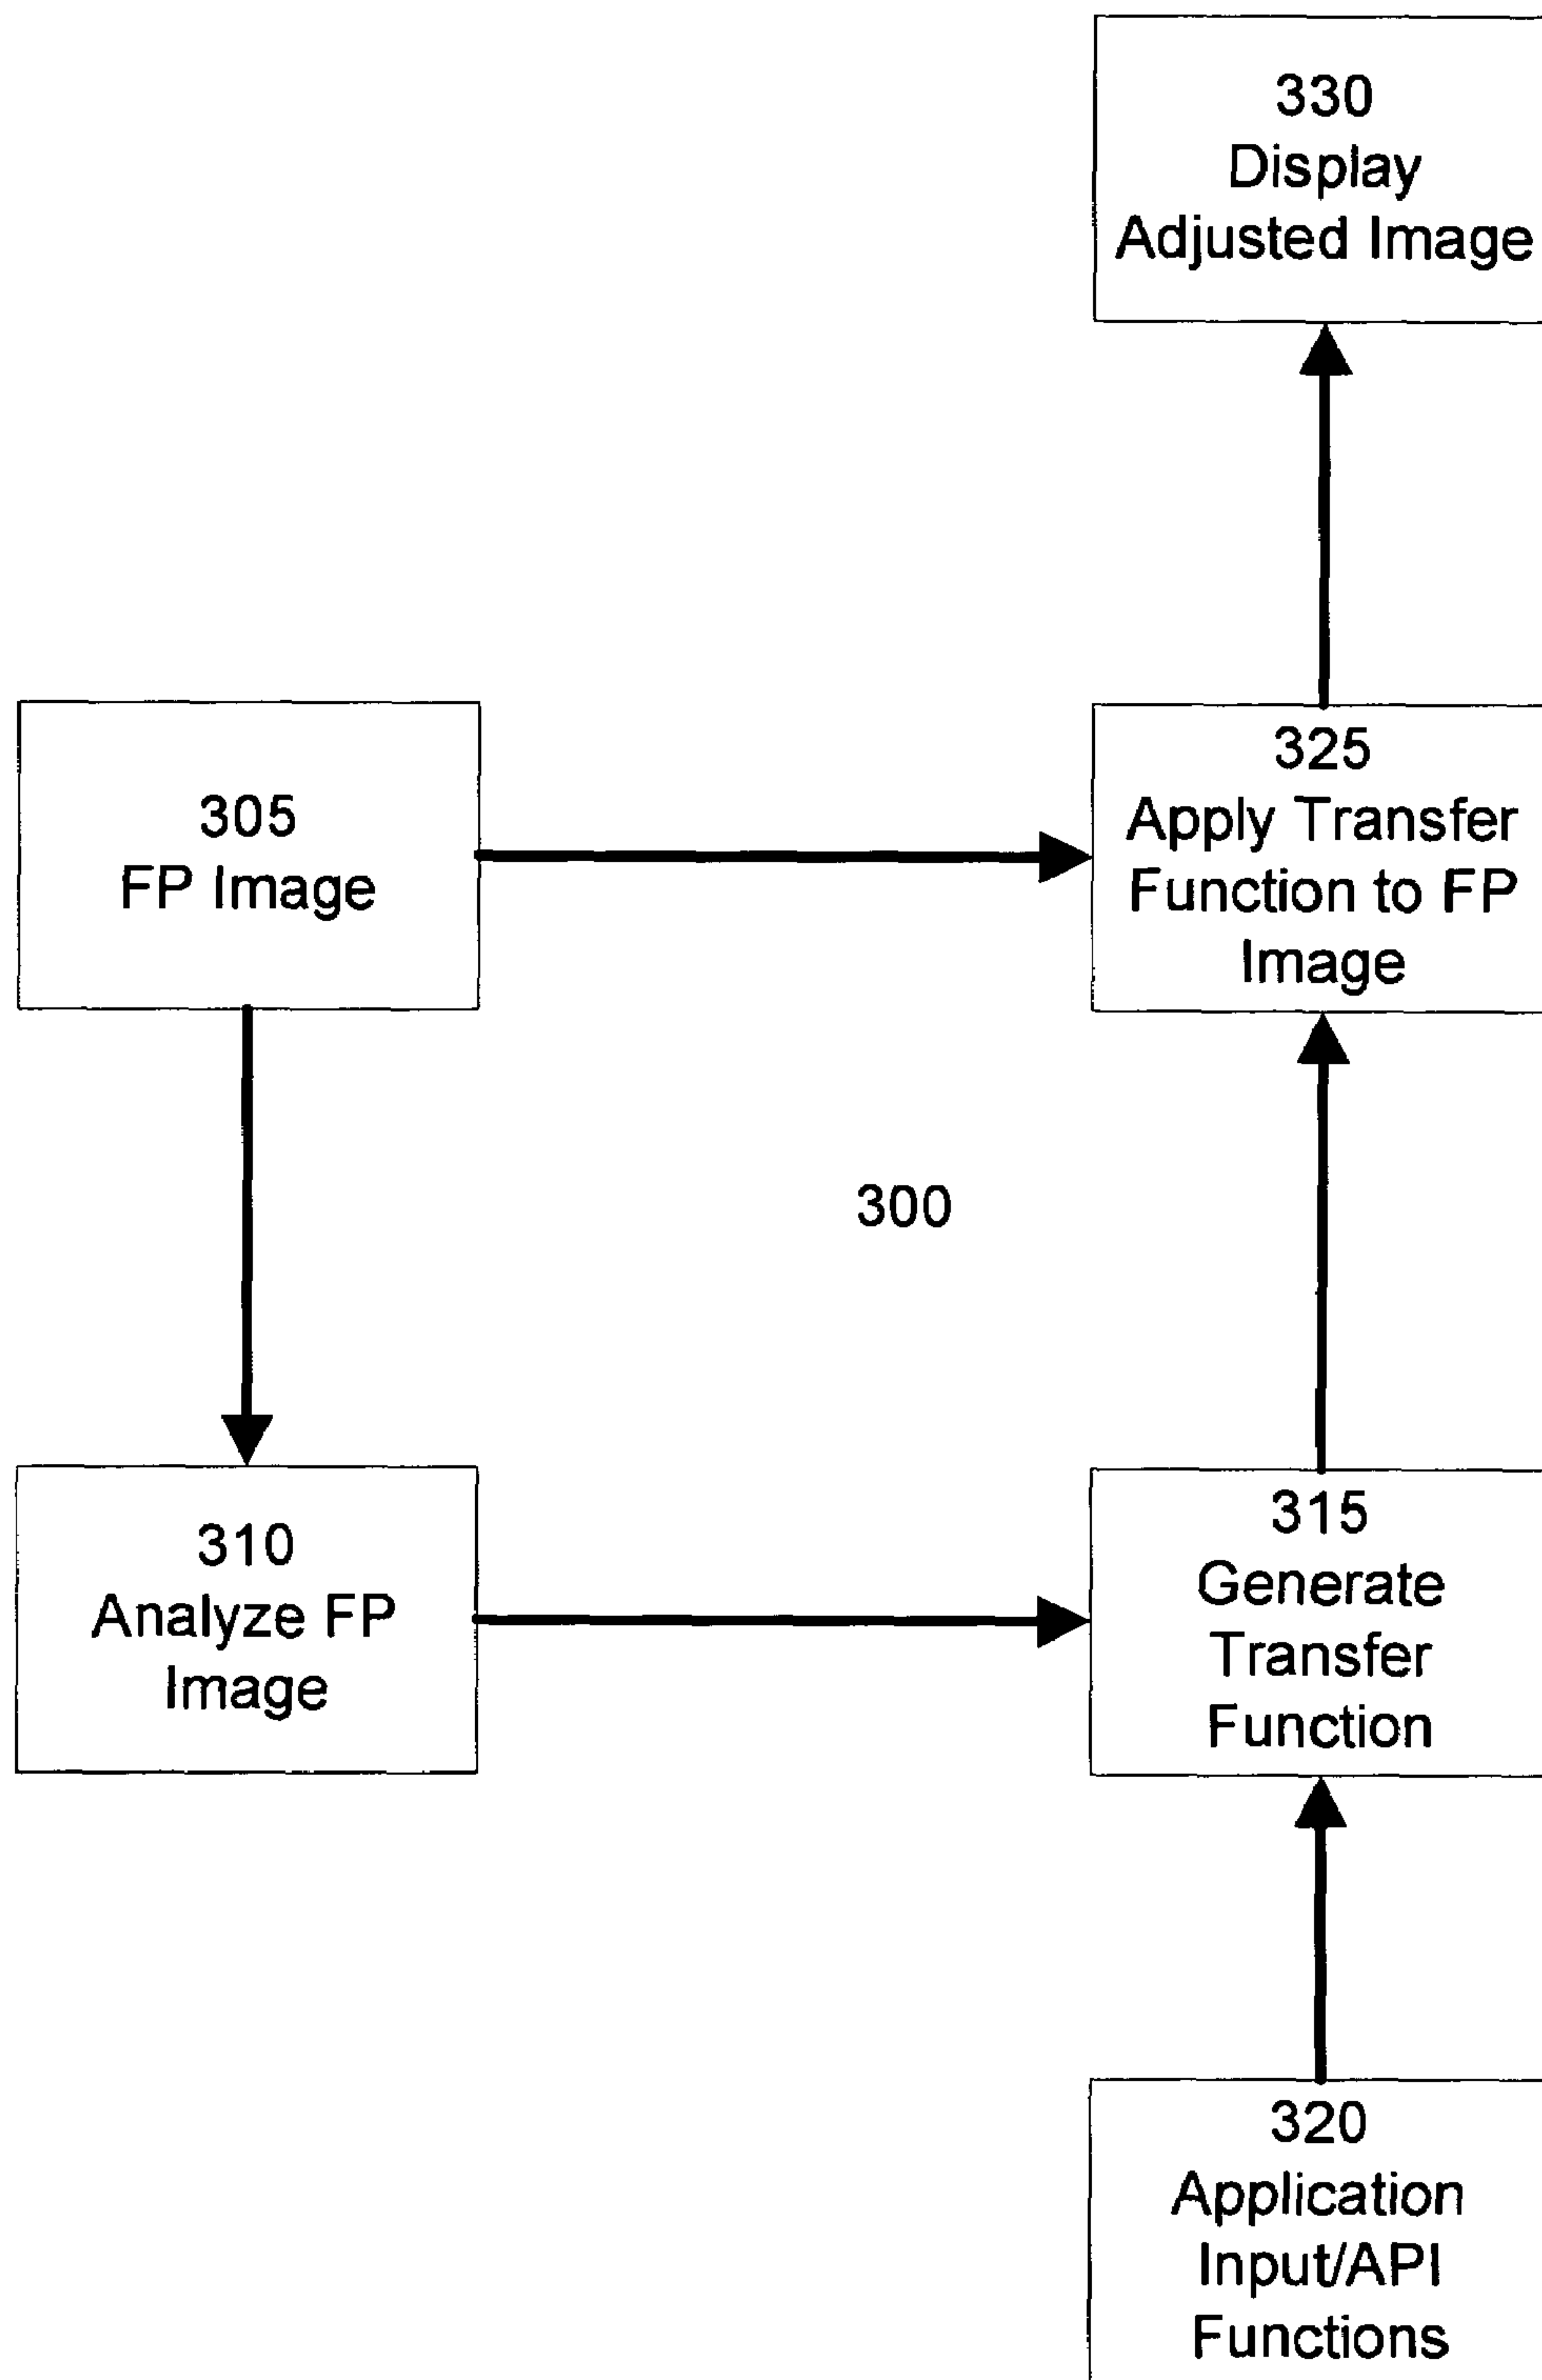 330
Display
Adjusted Image
305
FP Image
325
Apply Transfer
Function to FP
Image
300
310
Analyze FP
Image
315
Generate
Transfer
Function
320
Application
Input/API
Functions